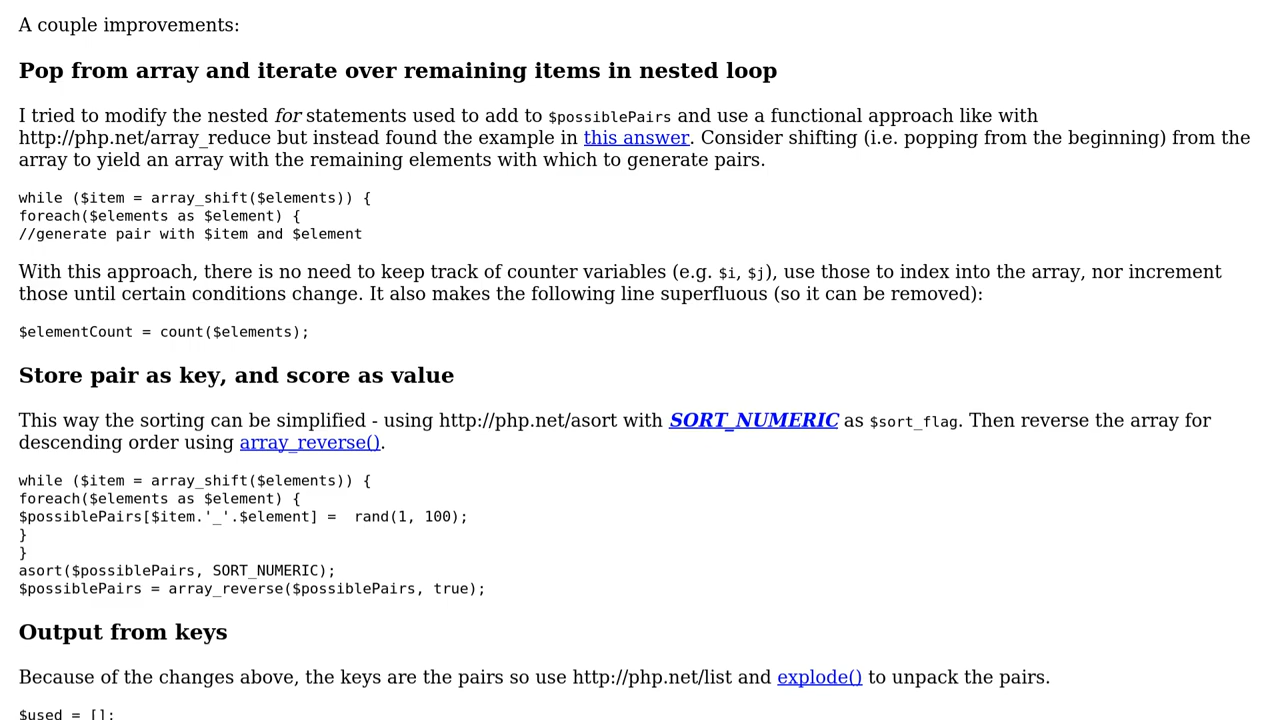 A couple improvements:
Pop from array and iterate over remaining items in nested loop
I tried to modify the nested for statements used to add to $possiblePairs and use a functional approach like with
http://php.net/array_reduce but instead found the example in this answer. Consider shifting (i.e. popping from the beginning) from the
array to yield an array with the remaining elements with which to generate pairs.
while ($item = array_shift($elements)) {
foreach($elements as $element) {
//generate pair with $item and $element
With this approach, there is no need to keep track of counter variables (e.g. $i, $j), use those to index into the array, nor increment
those until certain conditions change. It also makes the following line superfluous (so it can be removed):
$elementCount = count($elements);
Store pair as key, and score as value
This way the sorting can be simplified - using http://php.net/asort with SORT_NUMERIC as $sort_flag. Then reverse the array for
descending order using array_reverse().
while ($item = array_shift($elements)) {
foreach($elements as $element) {
$possiblePairs[$item.'_'.$element] =  rand(1, 100);
}
}
asort($possiblePairs, SORT_NUMERIC);
$possiblePairs = array_reverse($possiblePairs, true);
Output from keys
Because of the changes above, the keys are the pairs so use http://php.net/list and explode() to unpack the pairs.
$used = [];